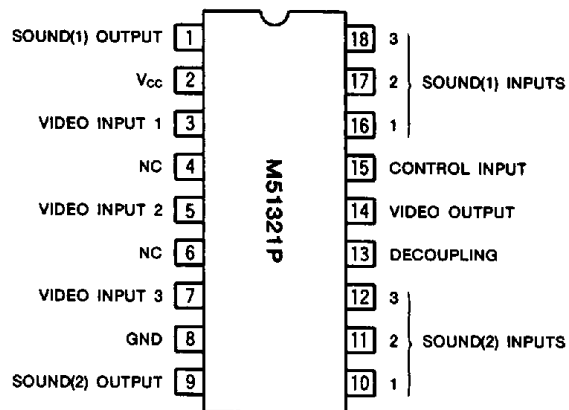 SOUND(1) OUTPUT 1
Vcc 2
VIDEO INPUT 1 3
NC 4
VIDEO INPUT 2 5
NC 6
VIDEO INPUT 3 7
GND 8
SOUND(2) OUTPUT 9
M51321P
18 3
17 2 SOUND(1) INPUTS
16 1
15 CONTROL INPUT
14 VIDEO OUTPUT
13 DECOUPLING
12 3
11 2 SOUND(2) INPUTS
10 1